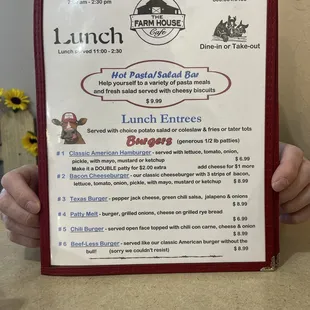 - 2:30 pm
THE
FARM HOUSE
Cafe
Lunch
Lunch served 11:00 - 2:30
Dine-in or Take-out
Hot Pasta/Salad Bar
Help yourself to a variety of pasta meals
and fresh salad served with cheesy biscuits
$ 9.99
Lunch Entrees
Served with choice potato salad or coleslaw & fries or tater tots
Burgers (generous 1/2 lb patties)
# 1 Classic American Hamburger - served with lettuce, tomato, onion,
pickle, with mayo, mustard or ketchup $ 6.99
Make it a DOUBLE patty for $2.00 extra add cheese for $1 more
# 2 Bacon Cheeseburger - our classic cheeseburger with 3 strips of bacon,
lettuce, tomato, onion, pickle, with mayo, mustard or ketchup
$ 8.99
# 3 Texas Burger - pepper jack cheese, green chili salsa, jalapeno & onions
$ 8.99
# 4 Patty Melt - burger, grilled onions, cheese on grilled rye bread
$ 6.99
# 5 Chili Burger - served open face topped with chili con carne, cheese & onion
$ 8.99
# 6 Beef-Less Burger - served like our classic American burger without the
bull! (sorry we couldn't resist) $ 8.99